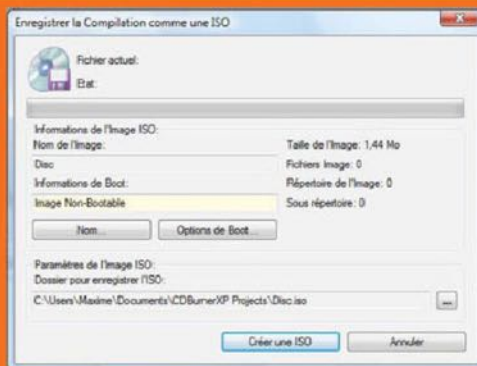 Enregistrer la Compilation comme une ISO
Fichier actuel:
Etat:
Informations de l'Image ISO:
Nom de l'Image:
Disc
Informations de Boot:
Image Non-Bootable
Nom...
Options de Boot...
Taille de l'Image: 1,44 Mo
Fichiers Image: 0
Répertoire de l'Image: 0
Sous répertoire: 0
Paramètres de l'Image ISO:
Dossier pour enregistrer l'ISO:
C:\Users\Maxime\Documents\CDBurnerXP Projects\Disc.iso
...
Créer une ISO
Annuler